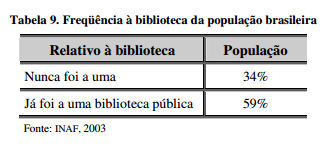 Tabela 9. Freqüência à biblioteca da população brasileira
Relativo à biblioteca População
Nunca foi a uma 34%
Já foi a uma biblioteca pública 59%
Fonte: INAF, 2003